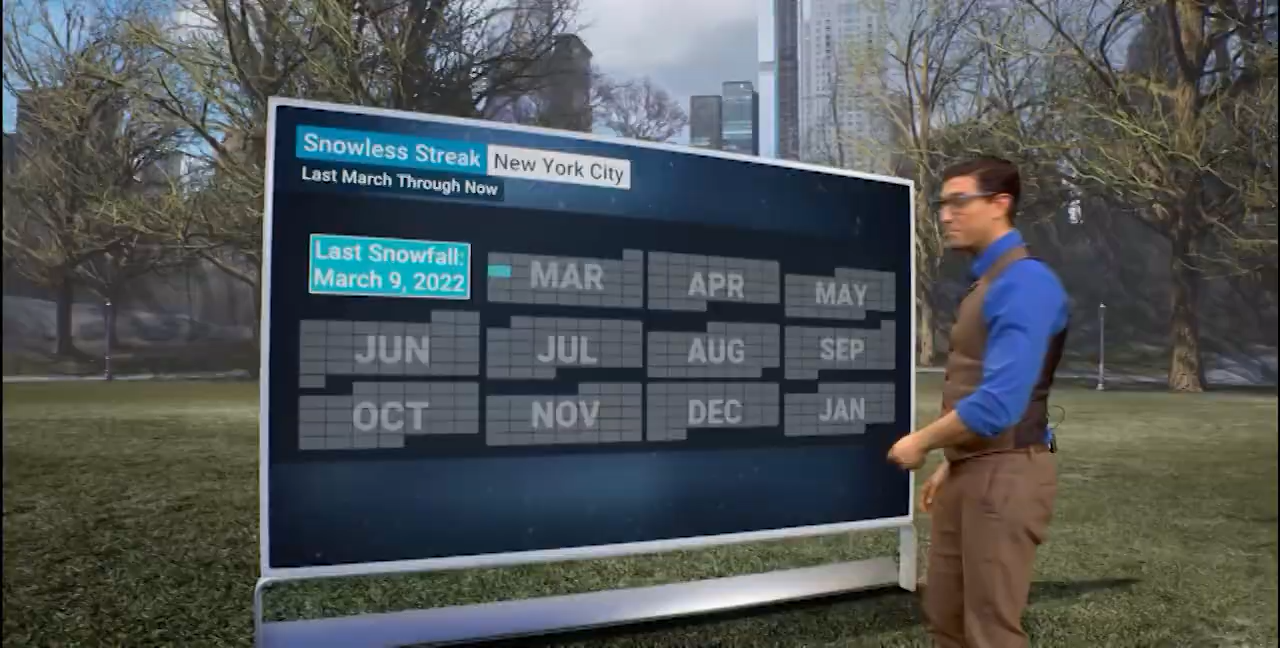 Snowless Streak New York City
Last March Through Now
Last Snowfall:
March 9, 2022
MAR APR MAY
JUN JUL AUG SEP
OCT NOV DEC JAN